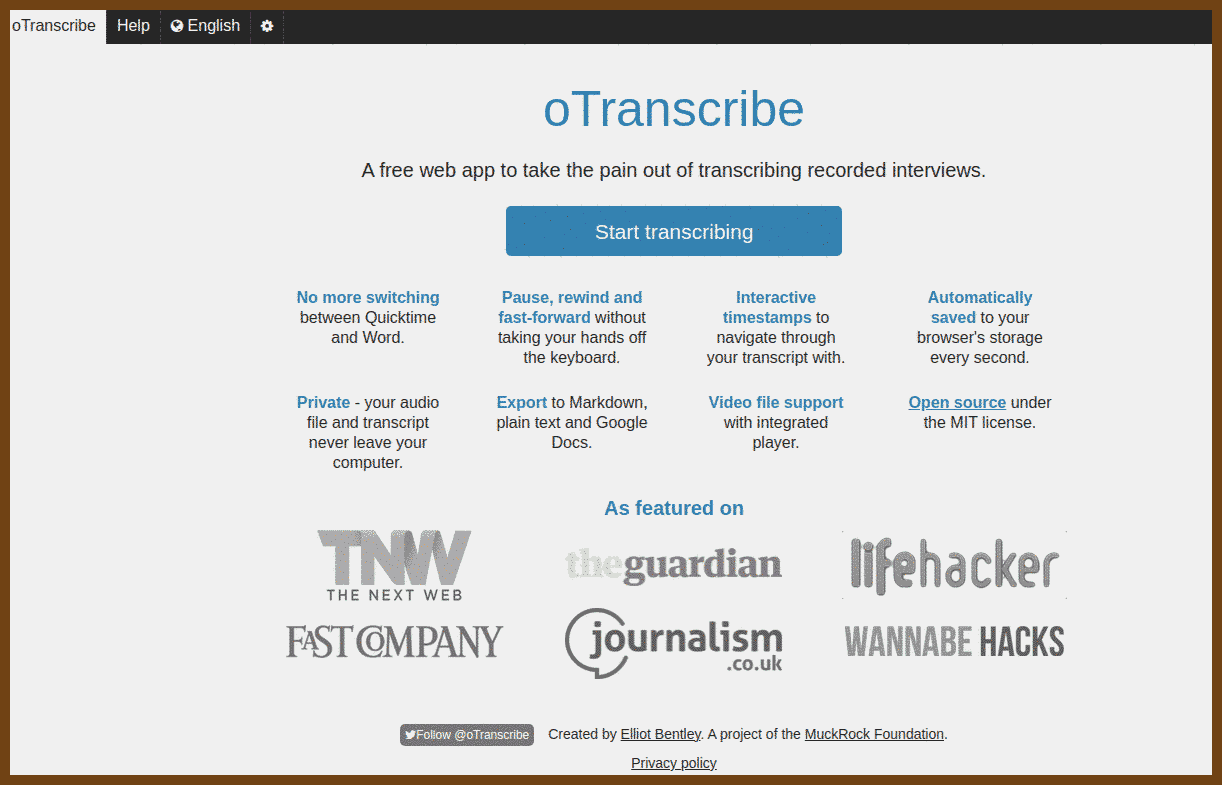 oTranscribe Help English
oTranscribe
A free web app to take the pain out of transcribing recorded interviews.
Start transcribing
No more switching
between Quicktime
and Word.
Pause, rewind and
fast-forward without
taking your hands off
the keyboard.
Interactive
timestamps to
navigate through
your transcript with.
Automatically
saved to your
browser's storage
every second.
Private - your audio
file and transcript
never leave your
computer.
Export to Markdown,
plain text and Google
Docs.
Video file support
with integrated
player.
Open source under
the MIT license.
As featured on
TNW
THE NEXT WEB
theguardian
lifehacker
FAST COMPANY
journalism
.co.uk
WANNABE HACKS
Follow @oTranscribe Created by Elliot Bentley. A project of the MuckRock Foundation.
Privacy policy